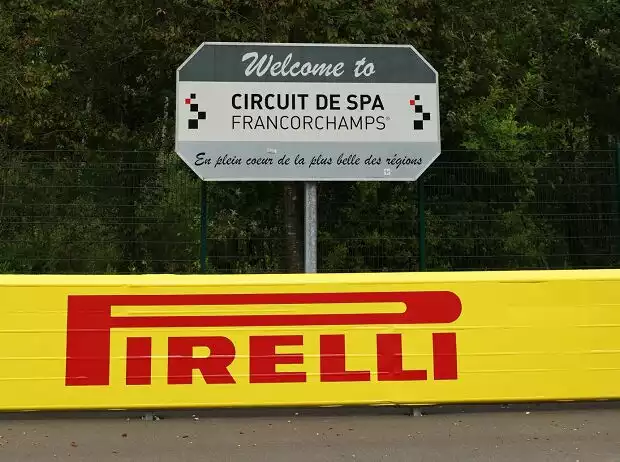 Welcome to
CIRCUIT DE SPA
FRANCORCHAMPS®
En plein coeur de la plus belle des régions
PIRELLI